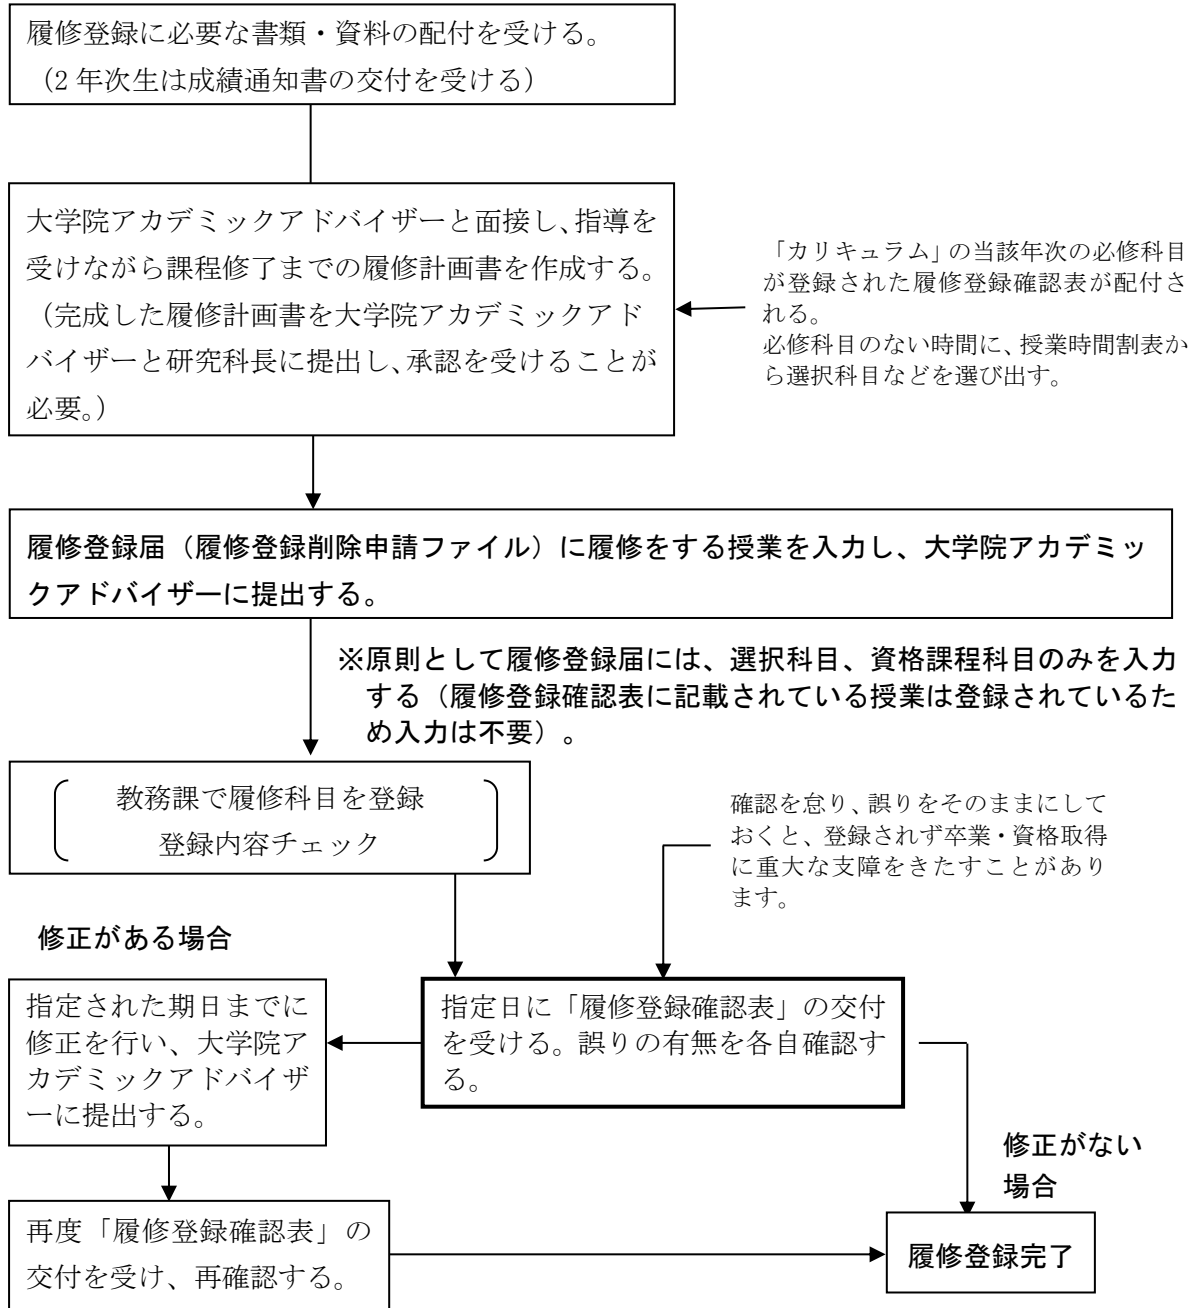 履修登録に必要な書類・資料の配付を受ける。
（2 年次生は成績通知書の交付を受ける）
大学院アカデミックアドバイザーと面接し、指導を
受けながら課程修了までの履修計画書を作成する。
（完成した履修計画書を大学院アカデミックアド
バイザーと研究科長に提出し、承認を受けることが
必要。）
「カリキュラム」の当該年次の必修科目
が登録された履修登録確認表が配付さ
れる。
必修科目のない時間に、授業時間割表か
ら選択科目などを選び出す。
履修登録届（履修登録削除申請ファイル）に履修をする授業を入力し、大学院アカデミッ
クアドバイザーに提出する。
※原則として履修登録届には、選択科目、資格課程科目のみを入力
する（履修登録確認表に記載されている授業は登録されているた
め入力は不要）。
教務課で履修科目を登録
登録内容チェック
確認を怠り、誤りをそのままにして
おくと、登録されず卒業・資格取得
に重大な支障をきたすことがあり
ます。
修正がある場合
指定された期日までに
修正を行い、大学院ア
カデミックアドバイザ
ーに提出する。
指定日に「履修登録確認表」の交付
を受ける。誤りの有無を各自確認す
る。
修正がない
場合
再度「履修登録確認表」の
交付を受け、再確認する。
履修登録完了